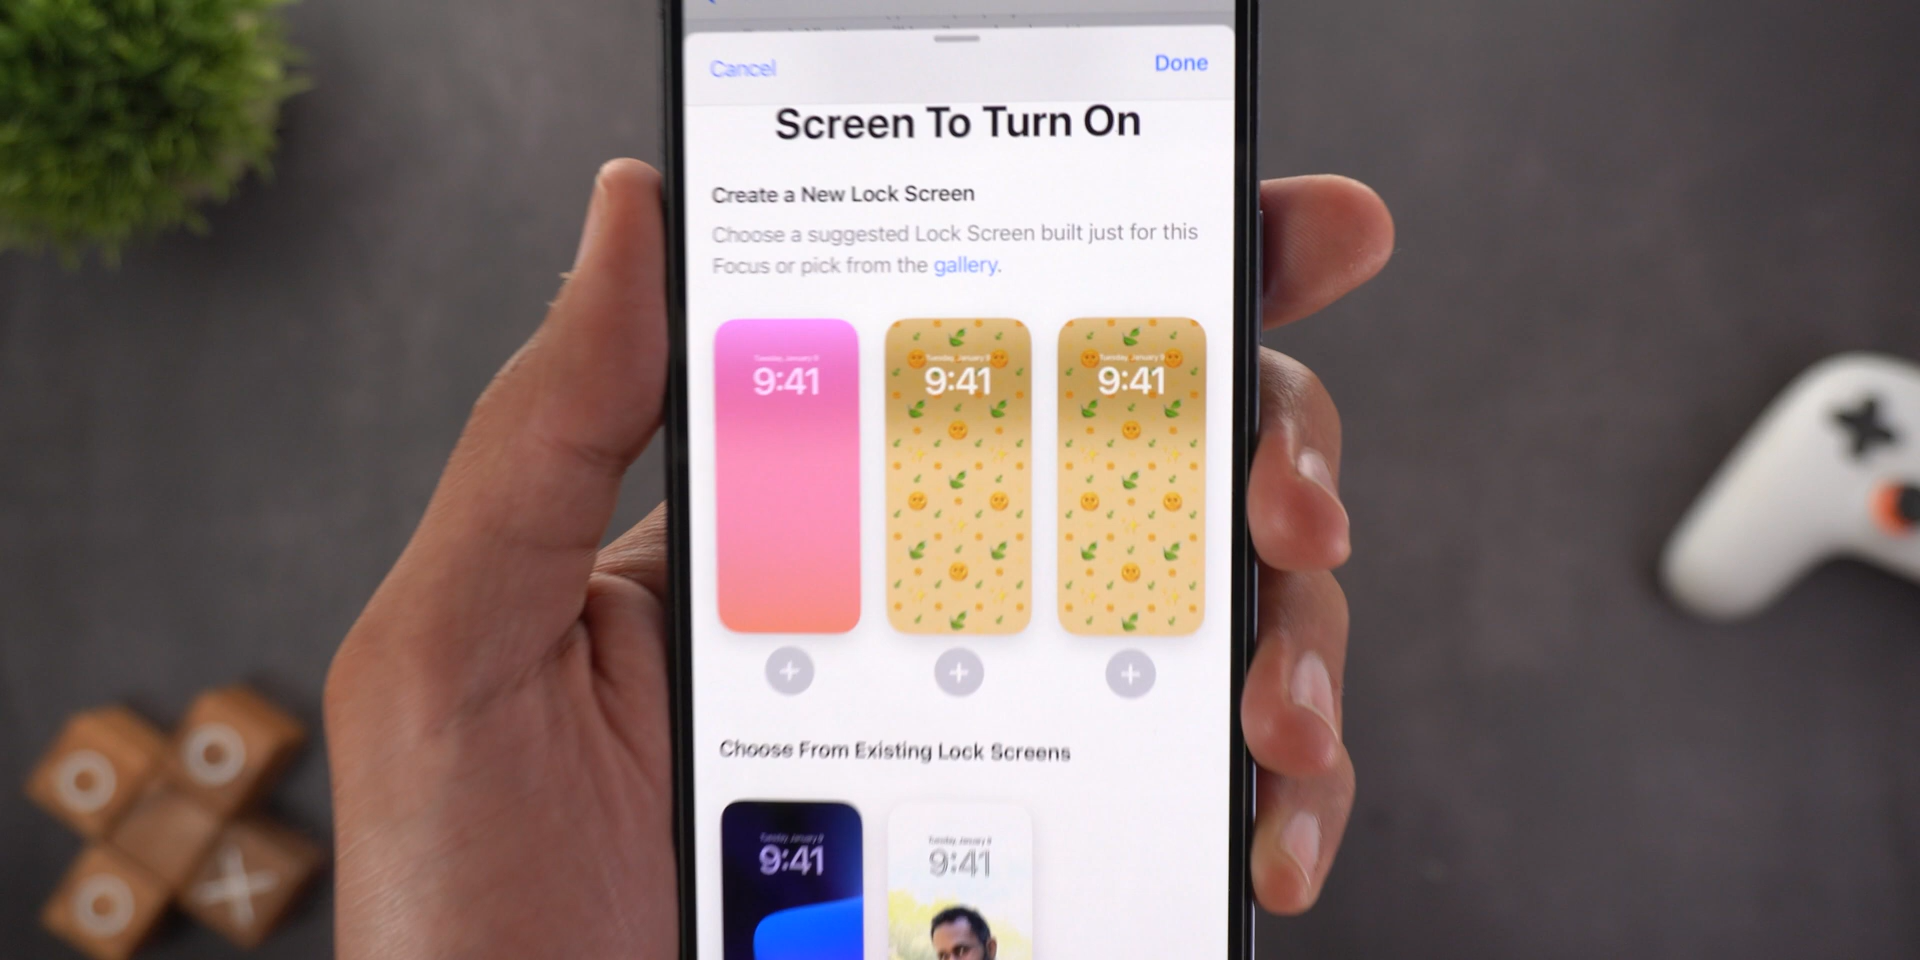 Cancel
Done
Screen To Turn On
Create a New Lock Screen
Choose a suggested Lock Screen built just for this
Focus or pick from the gallery.
Tuesday, January 9
9:41
Tuesday, January 9
9:41
Tuesday, January 9
9:41
Choose From Existing Lock Screens
Tuesday, January 9
9:41
Tuesday, January 9
9:41